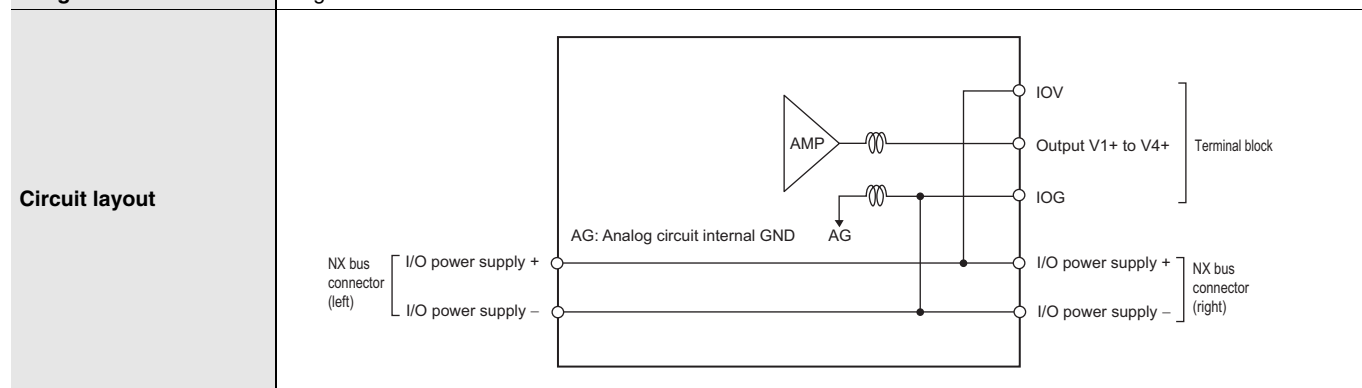 Circuit layout
IOV
AMP
Output V1+ to V4+
Terminal block
IOG
AG: Analog circuit internal GND
AG
NX bus
connector
(left)
I/O power supply +
I/O power supply −
I/O power supply +
I/O power supply −
NX bus
connector
(right)